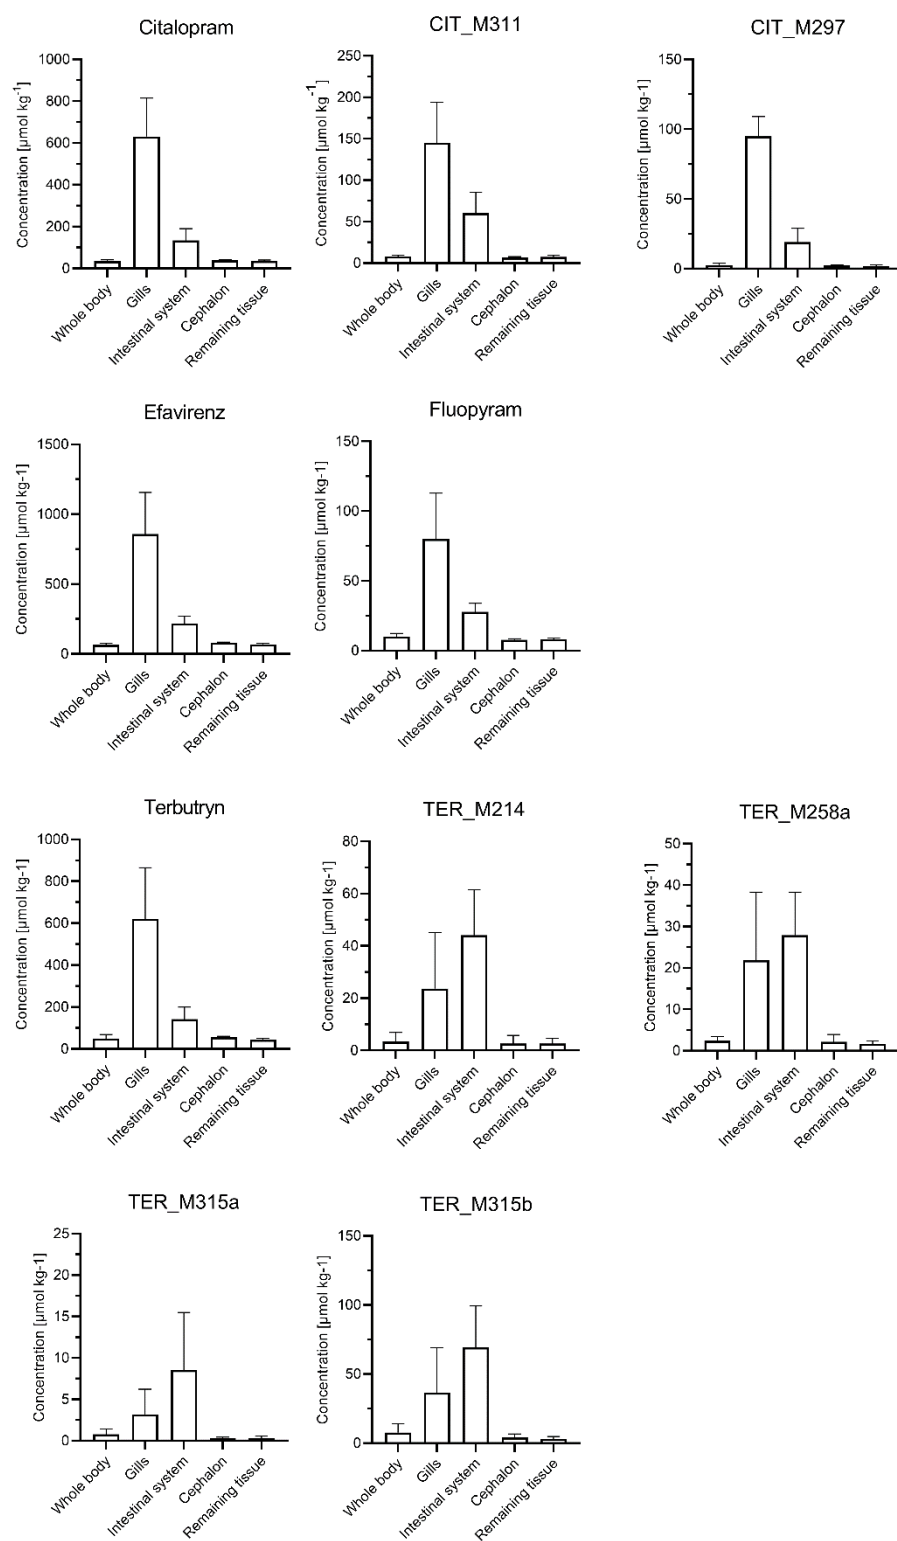 Citalopram
Concentration [µmol kg-1]
1000
800
600
400
200
0
Whole body
Gills
Intestinal system
Cephalon
Remaining tissue
CIT_M311
Concentration [µmol kg-1]
250
200
150
100
50
0
Whole body
Gills
Intestinal system
Cephalon
Remaining tissue
CIT_M297
Concentration [µmol kg-1]
150
100
50
0
Whole body
Gills
Intestinal system
Cephalon
Remaining tissue
Efavirenz
Concentration [µmol kg-1]
1500
1000
500
0
Whole body
Gills
Intestinal system
Cephalon
Remaining tissue
Fluopyram
Concentration [µmol kg-1]
150
100
50
0
Whole body
Gills
Intestinal system
Cephalon
Remaining tissue
Terbutryn
Concentration [µmol kg-1]
1000
800
600
400
200
0
Whole body
Gills
Intestinal system
Cephalon
Remaining tissue
TER_M214
Concentration [µmol kg-1]
80
60
40
20
0
Whole body
Gills
Intestinal system
Cephalon
Remaining tissue
TER_M258a
Concentration [µmol kg-1]
50
40
30
20
10
0
Whole body
Gills
Intestinal system
Cephalon
Remaining tissue
TER_M315a
Concentration [µmol kg-1]
25
20
15
10
5
0
Whole body
Gills
Intestinal system
Cephalon
Remaining tissue
TER_M315b
Concentration [µmol kg-1]
150
100
50
0
Whole body
Gills
Intestinal system
Cephalon
Remaining tissue